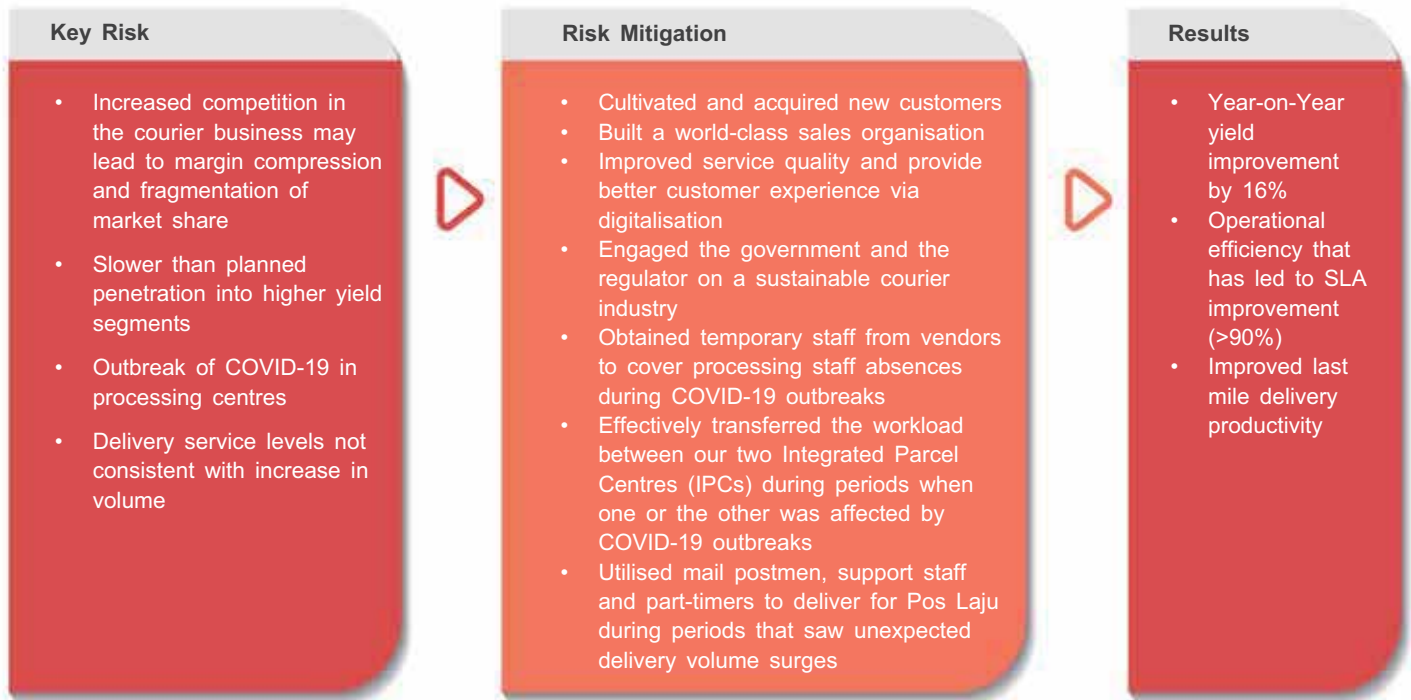 Key Risk
• Increased competition in
the courier business may
lead to margin compression
and fragmentation of
market share
• Slower than planned
penetration into higher yield
segments
• Outbreak of COVID-19 in
processing centres
• Delivery service levels not
consistent with increase in
volume
Risk Mitigation
• Cultivated and acquired new customers
• Built a world-class sales organisation
• Improved service quality and provide
better customer experience via
digitalisation
• Engaged the government and the
regulator on a sustainable courier
industry
• Obtained temporary staff from vendors
to cover processing staff absences
during COVID-19 outbreaks
• Effectively transferred the workload
between our two Integrated Parcel
Centres (IPCs) during periods when
one or the other was affected by
COVID-19 outbreaks
• Utilised mail postmen, support staff
and part-timers to deliver for Pos Laju
during periods that saw unexpected
delivery volume surges
Results
• Year-on-Year
yield
improvement
by 16%
• Operational
efficiency that
has led to SLA
improvement
(>90%)
• Improved last
mile delivery
productivity